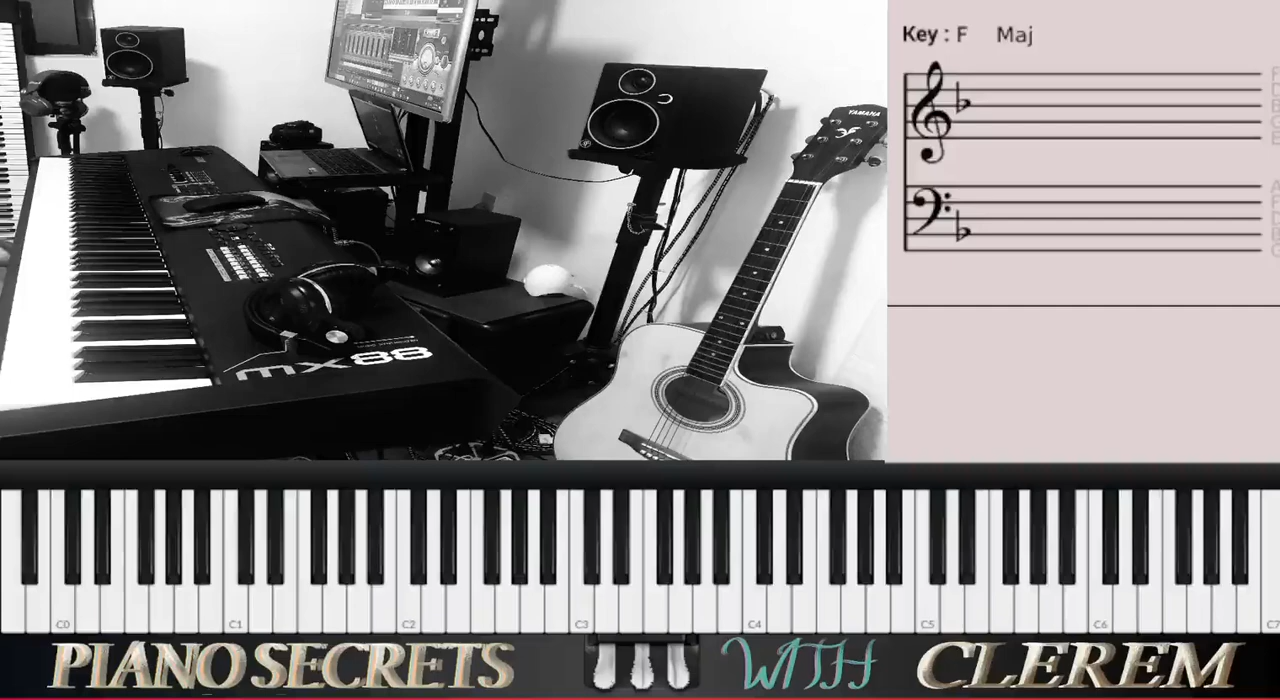 Key : F Maj
YAMAHA
mx88
C0 C1 C2 C3 C4 C5 C6 C7
PIANO SECRETS WITH CLEREM